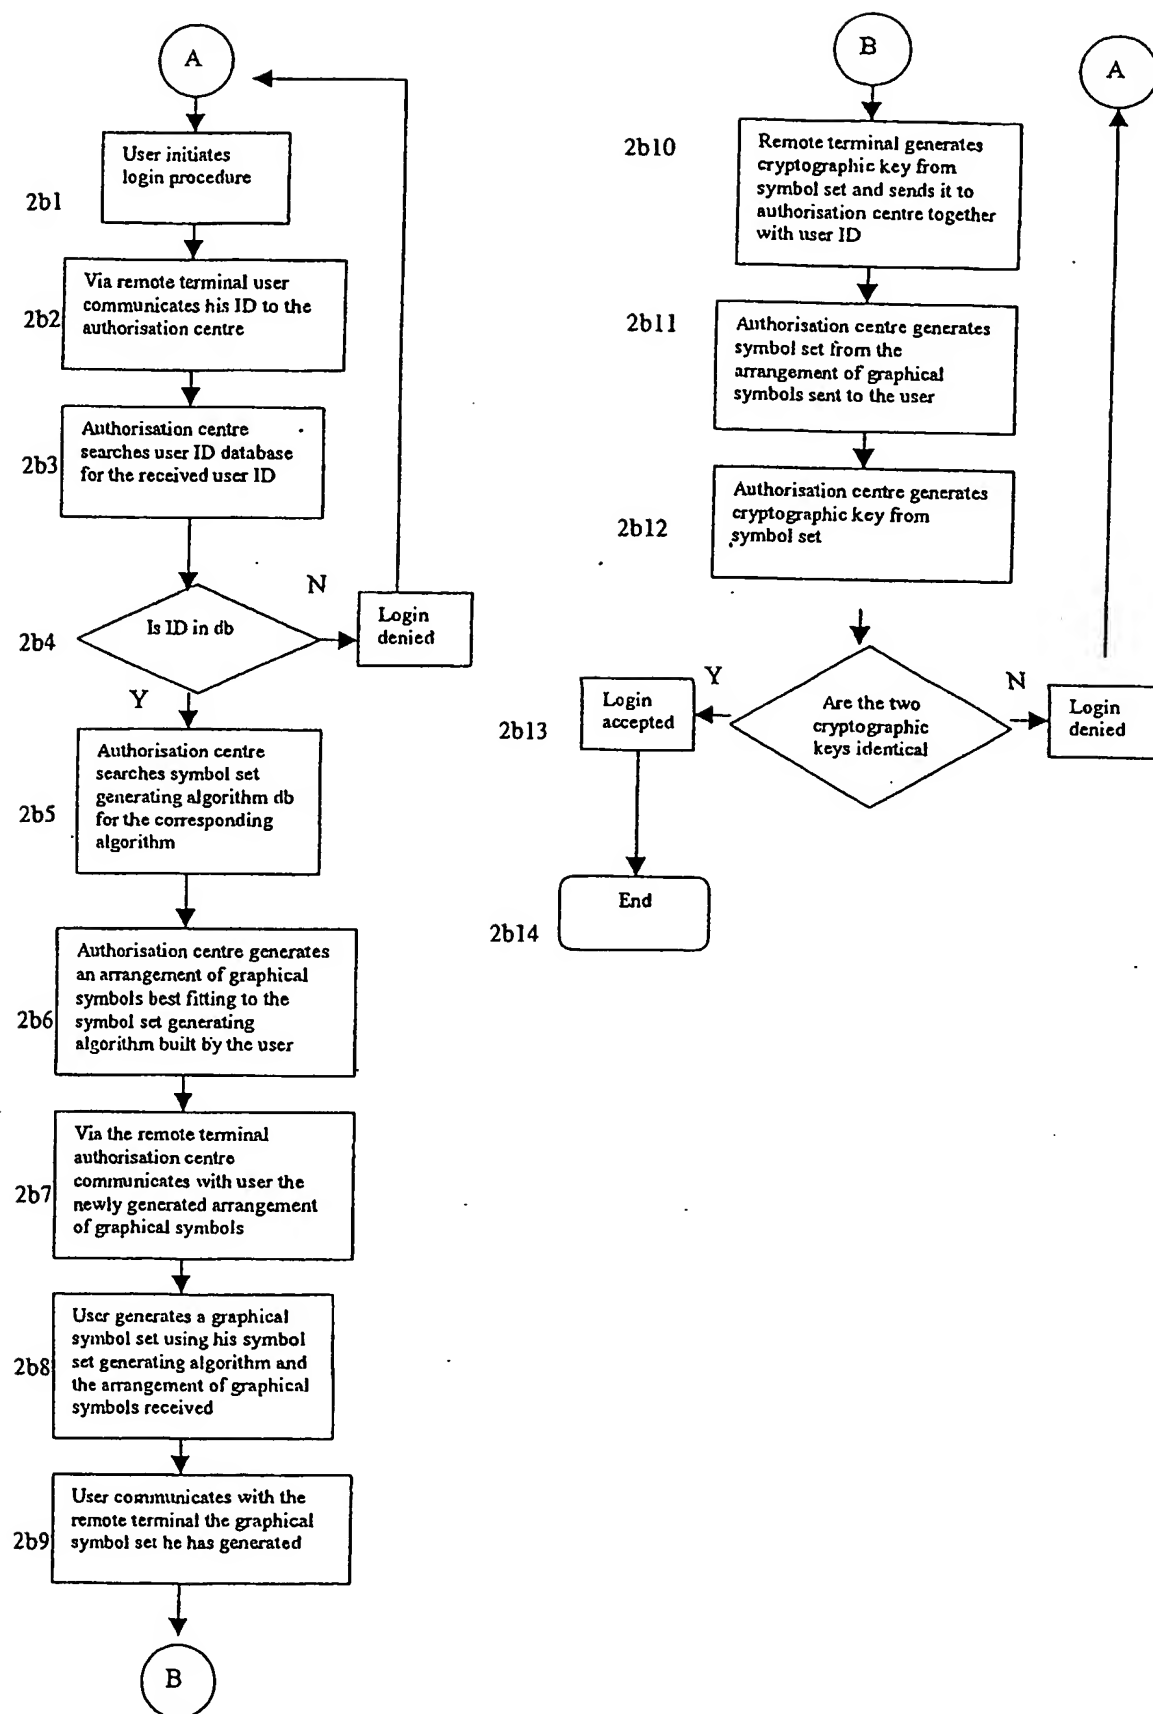 A
User initiates
login procedure
2b1
Via remote terminal user
communicates his ID to the
authorisation centre
2b2
Authorisation centre
searches user ID database
for the received user ID
2b3
Is ID in db
2b4
N
Login
denied
Y
Authorisation centre
searches symbol set
generating algorithm db
for the corresponding
algorithm
2b5
Authorisation centre generates
an arrangement of graphical
symbols best fitting to the
symbol set generating
algorithm built by the user
2b6
Via the remote terminal
authorisation centre
communicates with user the
newly generated arrangement
of graphical symbols
2b7
User generates a graphical
symbol set using his symbol
set generating algorithm and
the arrangement of graphical
symbols received
2b8
User communicates with the
remote terminal the graphical
symbol set he has generated
2b9
B
B
A
2b10
Remote terminal generates
cryptographic key from
symbol set and sends it to
authorisation centre together
with user ID
2b11
Authorisation centre generates
symbol set from the
arrangement of graphical
symbols sent to the user
2b12
Authorisation centre generates
cryptographic key from
symbol set
Are the two
cryptographic
keys identical
Y
N
Login
accepted
2b13
Login
denied
End
2b14